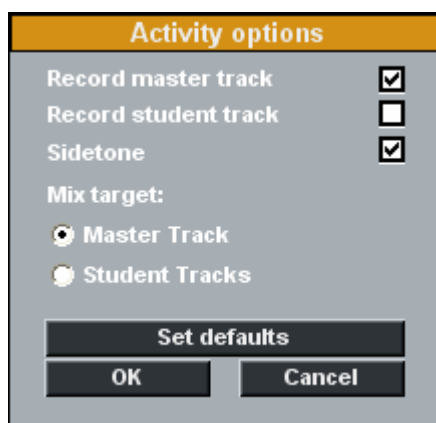 Activity options
Record master track
Record student track
Sidetone
Mix target:
Master Track
Student Tracks
Set defaults
OK Cancel